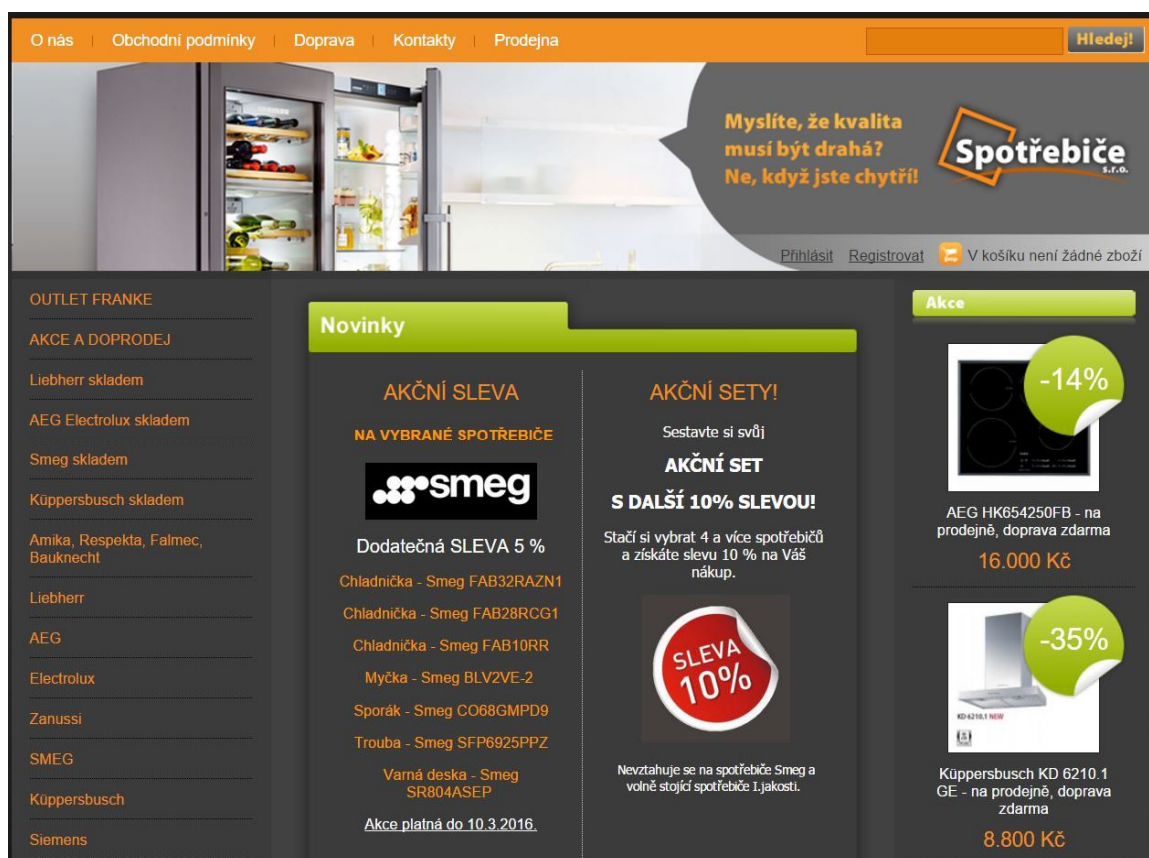 O nás | Obchodní podmínky | Doprava | Kontakty | Prodejna
Hledej!
Myslíte, že kvalita
musí být drahá?
Ne, když jste chytří!
Spotřebiče
s.r.o.
Přihlásit Registrovat V košíku není žádné zboží
OUTLET FRANKE
AKCE A DOPRODEJ
Liebherr skladem
AEG Electrolux skladem
Smeg skladem
Küppersbusch skladem
Amika, Respekta, Falmec,
Bauknecht
Liebherr
AEG
Electrolux
Zanussi
SMEG
Küppersbusch
Siemens
Novinky
AKČNÍ SLEVA
NA VYBRANÉ SPOTŘEBIČE
smeg
Dodatečná SLEVA 5 %
Chladnička - Smeg FAB32RAZN1
Chladnička - Smeg FAB28RCG1
Chladnička - Smeg FAB10RR
Myčka - Smeg BLV2VE-2
Sporák - Smeg CO68GMPD9
Trouba - Smeg SFP6925PPZ
Varná deska - Smeg
SR804ASEP
Akce platná do 10.3.2016.
AKČNÍ SETY!
Sestavte si svůj
AKČNÍ SET
S DALŠÍ 10% SLEVOU!
Stačí si vybrat 4 a více spotřebičů
a získáte slevu 10 % na Váš
nákup.
SLEVA
10%
Nevztahuje se na spotřebiče Smeg a
volně stojící spotřebiče I.jakosti.
Akce
-14%
AEG HK654250FB - na
prodejně, doprava zdarma
16.000 Kč
-35%
KD 6210.1 NEW
Küppersbusch KD 6210.1
GE - na prodejně, doprava
zdarma
8.800 Kč